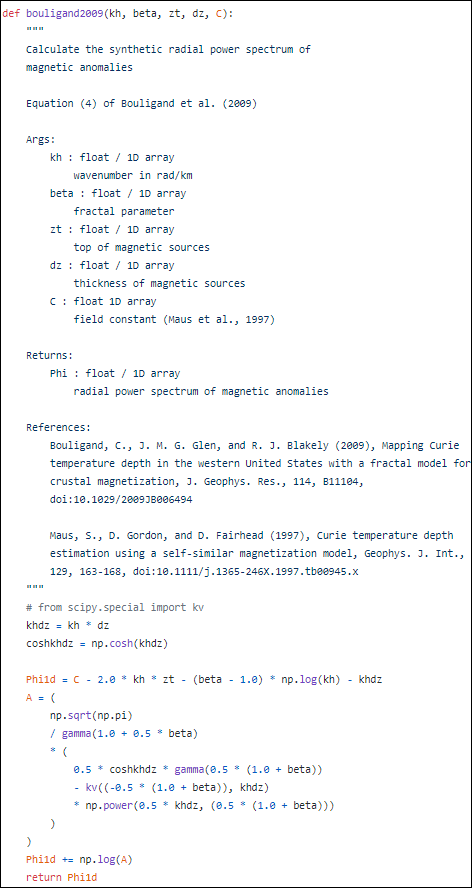 def bouligand2009(kh, beta, zt, dz, C):
    """
    Calculate the synthetic radial power spectrum of
    magnetic anomalies

    Equation (4) of Bouligand et al. (2009)

    Args:
        kh : float / 1D array
            wavenumber in rad/km
        beta : float / 1D array
            fractal parameter
        zt : float / 1D array
            top of magnetic sources
        dz : float / 1D array
            thickness of magnetic sources
        C : float 1D array
            field constant (Maus et al., 1997)

    Returns:
        Phi : float / 1D array
            radial power spectrum of magnetic anomalies

    References:
        Bouligand, C., J. M. G. Glen, and R. J. Blakely (2009), Mapping Curie
        temperature depth in the western United States with a fractal model for
        crustal magnetization, J. Geophys. Res., 114, B11104,
        doi:10.1029/2009JB006494

        Maus, S., D. Gordon, and D. Fairhead (1997), Curie temperature depth
        estimation using a self-similar magnetization model, Geophys. J. Int.,
        129, 163-168, doi:10.1111/j.1365-246X.1997.tb00945.x
    """
    # from scipy.special import kv
    khdz = kh * dz
    coshkhdz = np.cosh(khdz)

    Phi1d = C - 2.0 * kh * zt - (beta - 1.0) * np.log(kh) - khdz
    A = (
        np.sqrt(np.pi)
        / gamma(1.0 + 0.5 * beta)
        * (
            0.5 * coshkhdz * gamma(0.5 * (1.0 + beta))
            - kv((-0.5 * (1.0 + beta)), khdz)
            * np.power(0.5 * khdz, (0.5 * (1.0 + beta)))
        )
    )
    Phi1d += np.log(A)
    return Phi1d